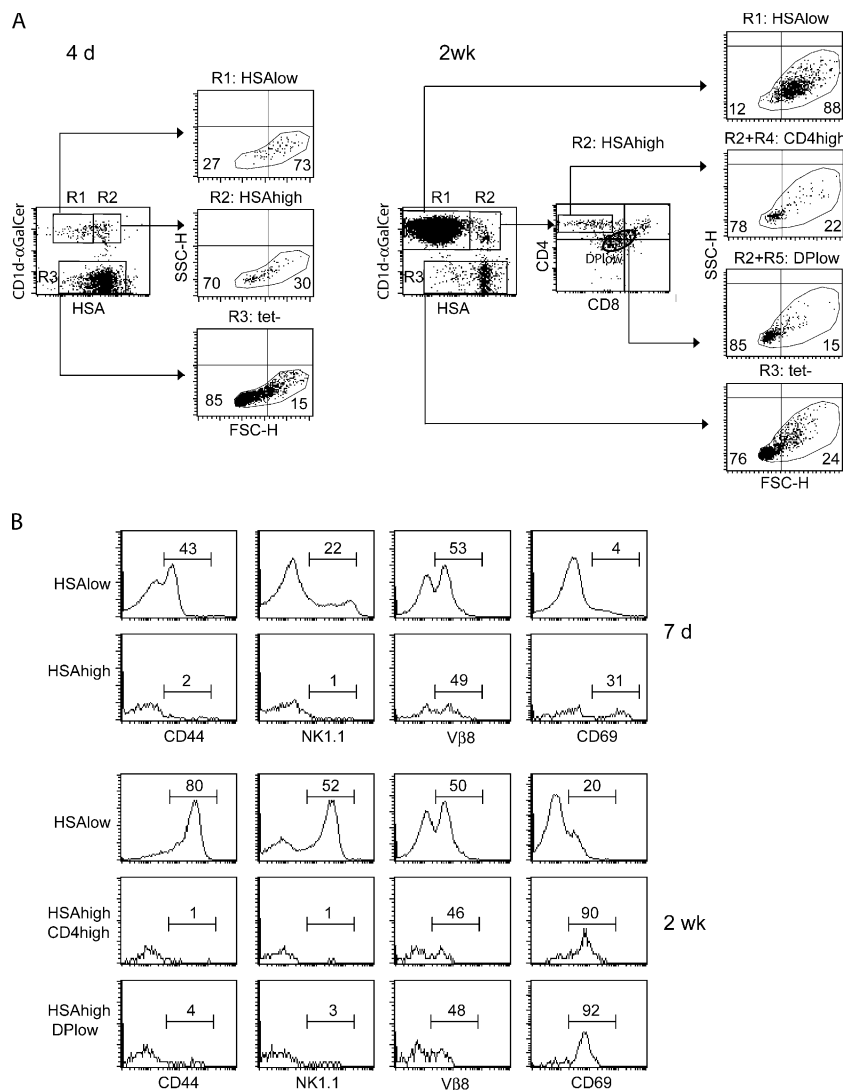 A
4 d
2wk
R1: HSAlow
27 73
R1 R2
R3
CD1d-αGalCer
HSA
R2: HSAhigh
SSC-H
70 30
R3: tet-
85 15
FSC-H
R1 R2
R3
CD1d-αGalCer
HSA
R2: HSAhigh
CD4
DPlow
CD8
R1: HSAlow
12 88
R2+R4: CD4high
78 22
SSC-H
R2+R5: DPlow
85 15
R3: tet-
76 24
FSC-H
B
HSAlow
43 22 53 4
7 d
HSAhigh
2 1 49 31
CD44 NK1.1 Vβ8 CD69
HSAlow
80 52 50 20
HSAhigh
CD4high
1 1 46 90
2 wk
HSAhigh
DPlow
4 3 48 92
CD44 NK1.1 Vβ8 CD69